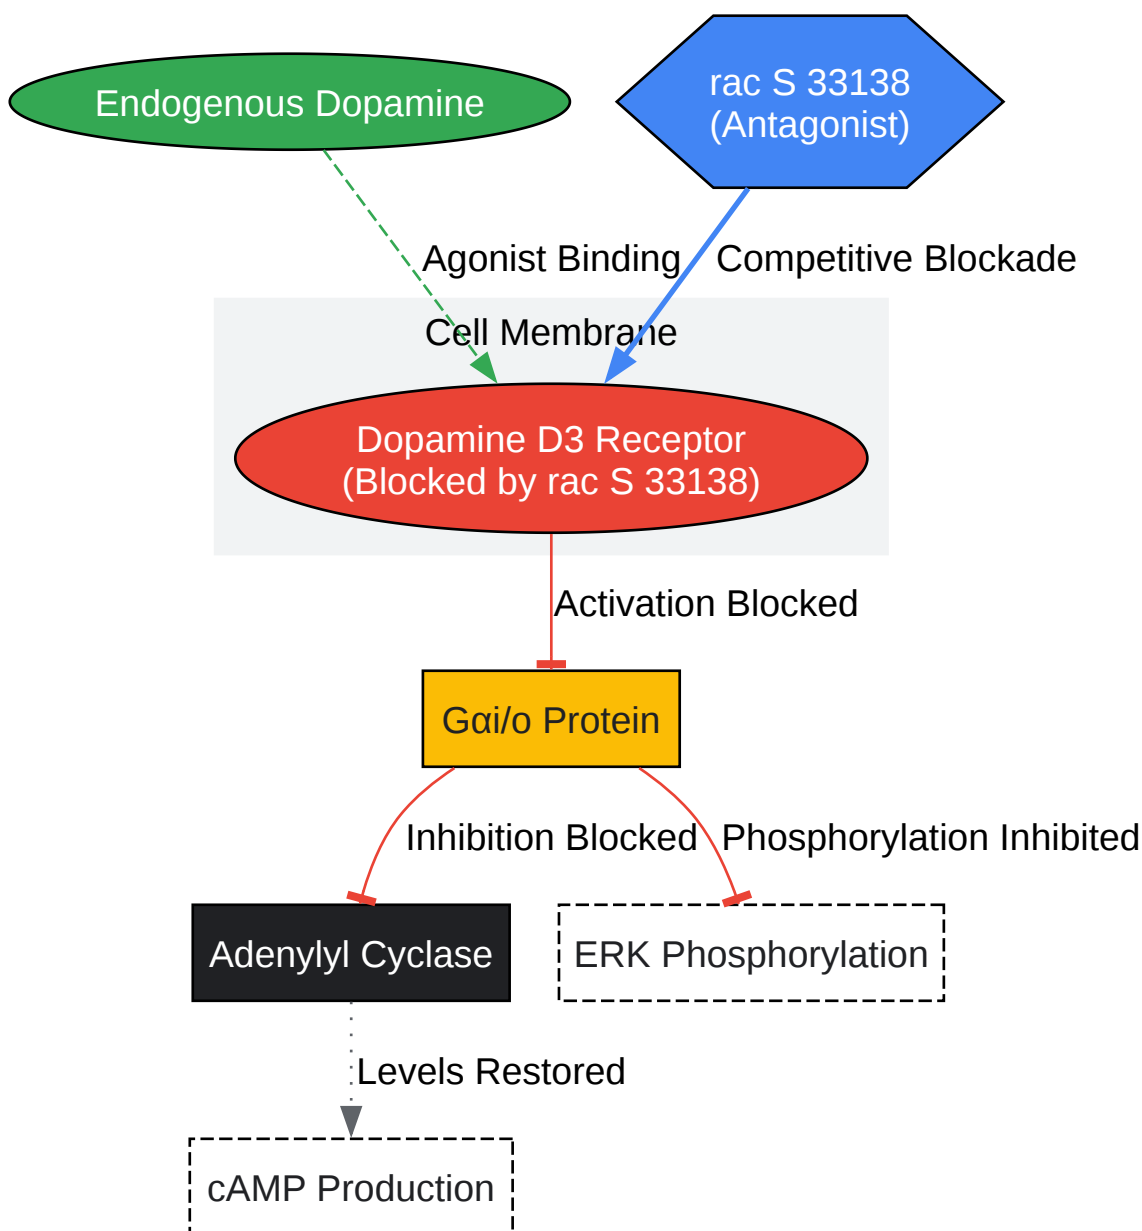 Endogenous Dopamine
rac S 33138
(Antagonist)
Agonist Binding
Competitive Blockade
Cell Membrane
Dopamine D3 Receptor
(Blocked by rac S 33138)
Activation Blocked
Gαi/o Protein
Inhibition Blocked
Phosphorylation Inhibited
Adenylyl Cyclase
ERK Phosphorylation
Levels Restored
cAMP Production